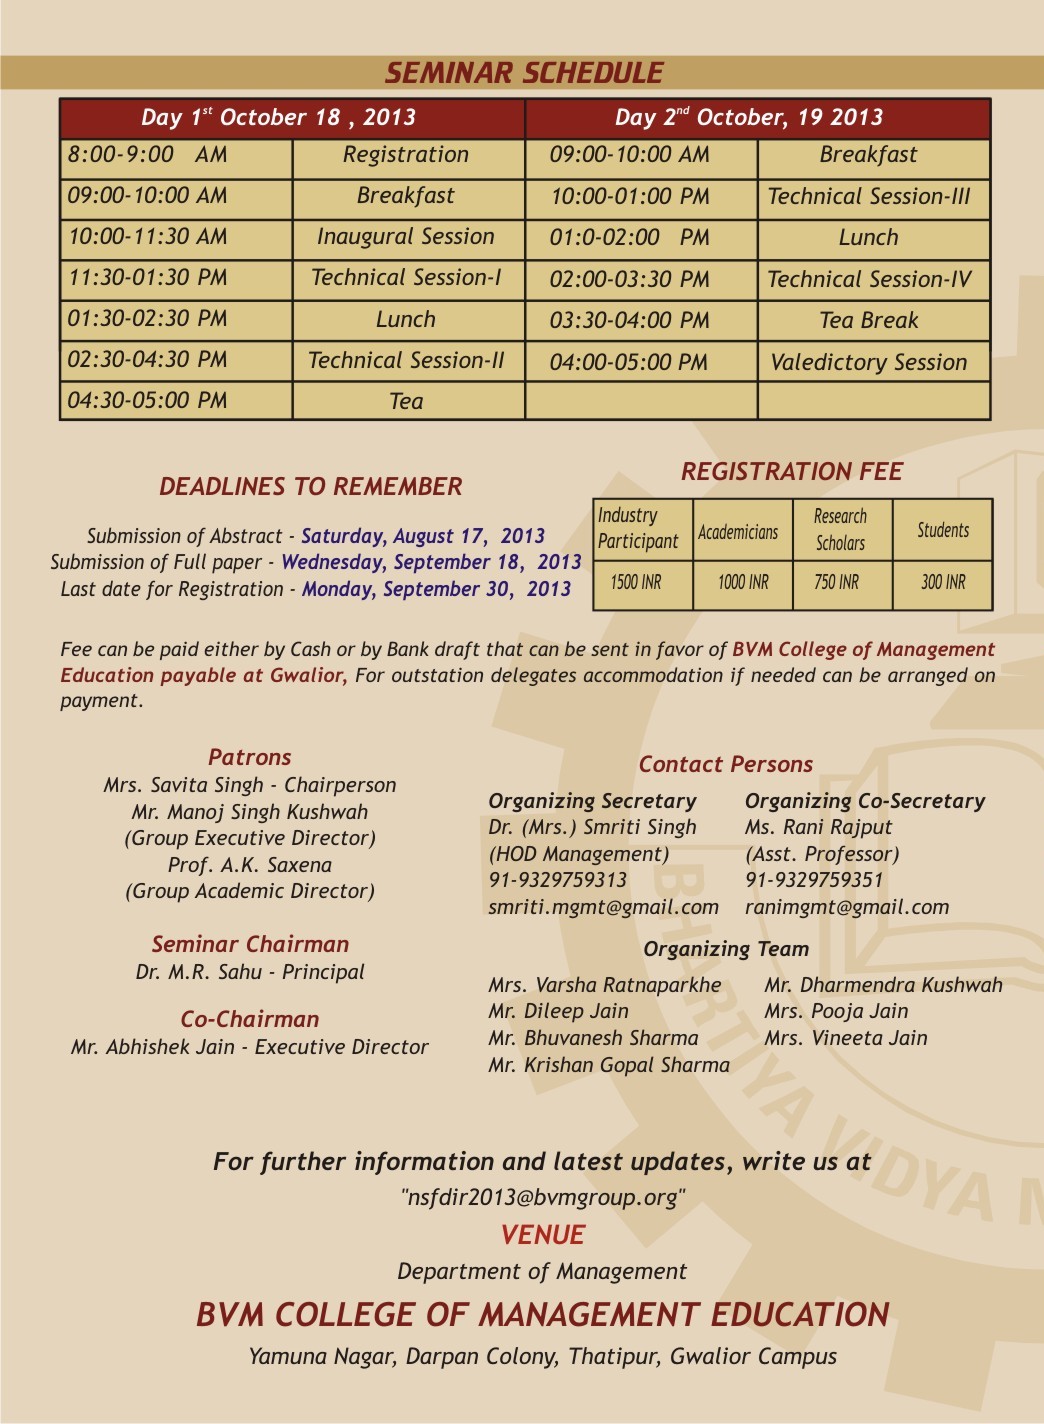 SEMINAR SCHEDULE
Day 1st October 18 , 2013 Day 2nd October, 19 2013
8:00-9:00 AM Registration 09:00-10:00 AM Breakfast
09:00-10:00 AM Breakfast 10:00-01:00 PM Technical Session-III
10:00-11:30 AM Inaugural Session 01:0-02:00 PM Lunch
11:30-01:30 PM Technical Session-I 02:00-03:30 PM Technical Session-IV
01:30-02:30 PM Lunch 03:30-04:00 PM Tea Break
02:30-04:30 PM Technical Session-II 04:00-05:00 PM Valedictory Session
04:30-05:00 PM Tea
DEADLINES TO REMEMBER
Submission of Abstract - Saturday, August 17, 2013
Submission of Full paper - Wednesday, September 18, 2013
Last date for Registration - Monday, September 30, 2013
REGISTRATION FEE
Industry Participant Academicians Research Scholars Students
1500 INR 1000 INR 750 INR 300 INR
Fee can be paid either by Cash or by Bank draft that can be sent in favor of BVM College of Management
Education payable at Gwalior, For outstation delegates accommodation if needed can be arranged on
payment.
Patrons
Mrs. Savita Singh - Chairperson
Mr. Manoj Singh Kushwah
(Group Executive Director)
Prof. A.K. Saxena
(Group Academic Director)
Seminar Chairman
Dr. M.R. Sahu - Principal
Co-Chairman
Mr. Abhishek Jain - Executive Director
Contact Persons
Organizing Secretary
Dr. (Mrs.) Smriti Singh
(HOD Management)
91-9329759313
smriti.mgmt@gmail.com
Organizing Co-Secretary
Ms. Rani Rajput
(Asst. Professor)
91-9329759351
ranimgmt@gmail.com
Organizing Team
Mrs. Varsha Ratnaparkhe
Mr. Dileep Jain
Mr. Bhuvanesh Sharma
Mr. Krishan Gopal Sharma
Mr. Dharmendra Kushwah
Mrs. Pooja Jain
Mrs. Vineeta Jain
BHARTIYA VIDYA M
For further information and latest updates, write us at
"nsfdir2013@bvmgroup.org"
VENUE
Department of Management
BVM COLLEGE OF MANAGEMENT EDUCATION
Yamuna Nagar, Darpan Colony, Thatipur, Gwalior Campus